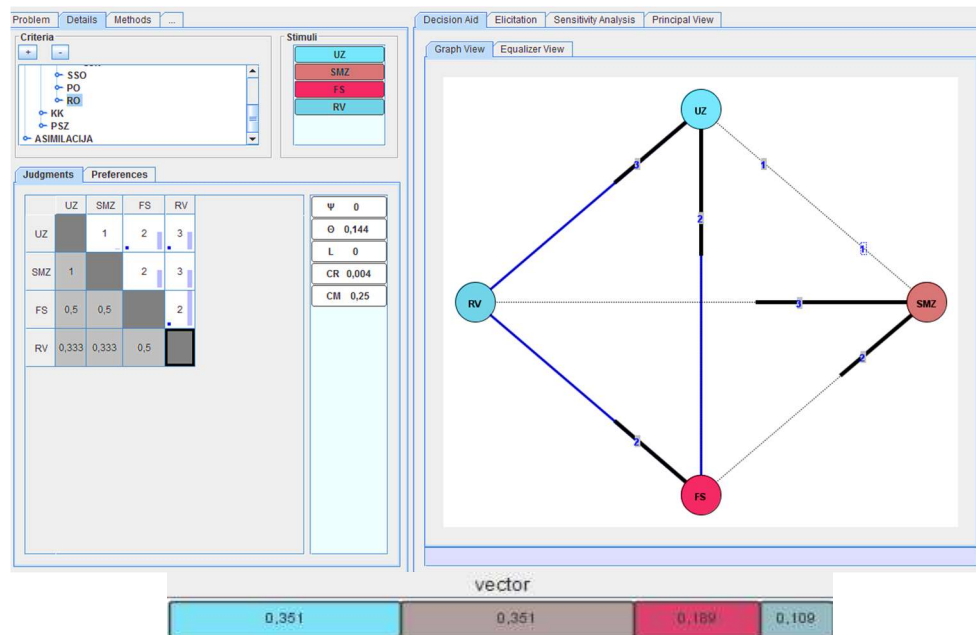 Problem Details Methods ...
Criteria
+ -
SSO
PO
RO
KK
PSZ
ASIMILACIJA
Stimuli
UZ
SMZ
FS
RV
Judgments Preferences
UZ SMZ FS RV
UZ 1 2 3
SMZ 1 2 3
FS 0,5 0,5 2
RV 0,333 0,333 0,5
Ψ 0
Θ 0,144
L 0
CR 0,004
CM 0,25
Decision Aid Elicitation Sensitivity Analysis Principal View
Graph View Equalizer View
UZ
3 1
2
1
RV 3 SMZ
2
2
FS
vector
0,351 0,351 0,189 0,109